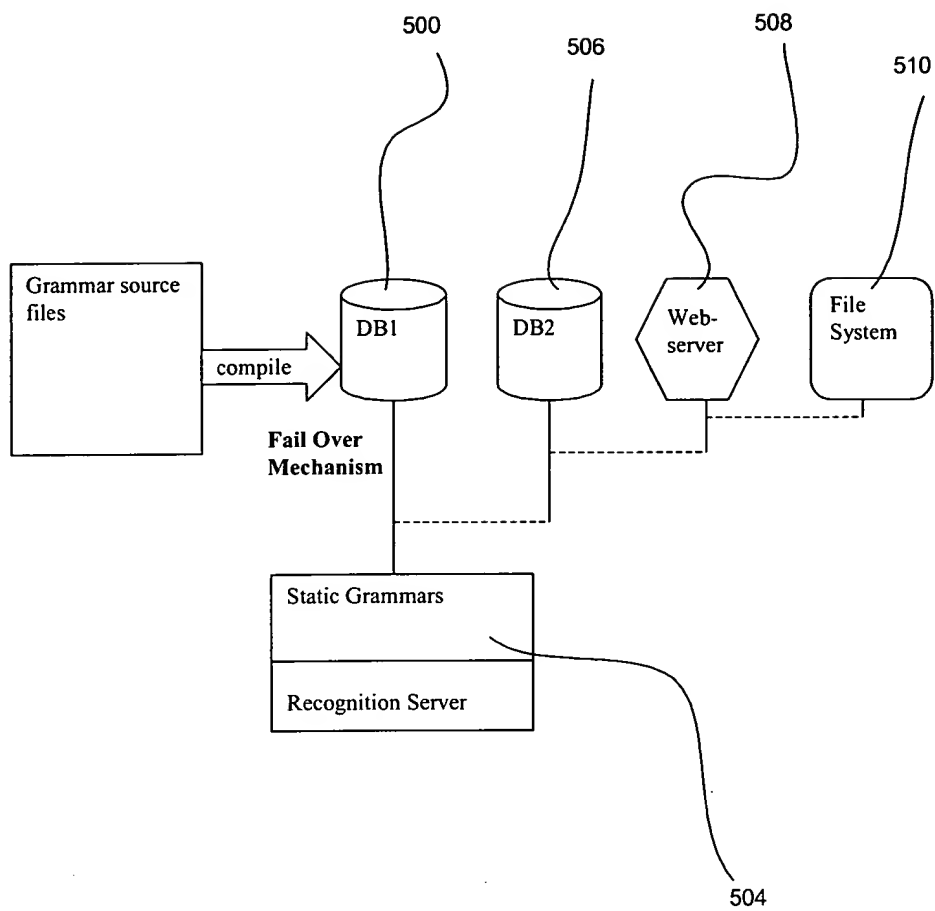 500
506
508
510
Grammar source
files
compile
DB1
DB2
Web-
server
File
System
Fail Over
Mechanism
Static Grammars
Recognition Server
504